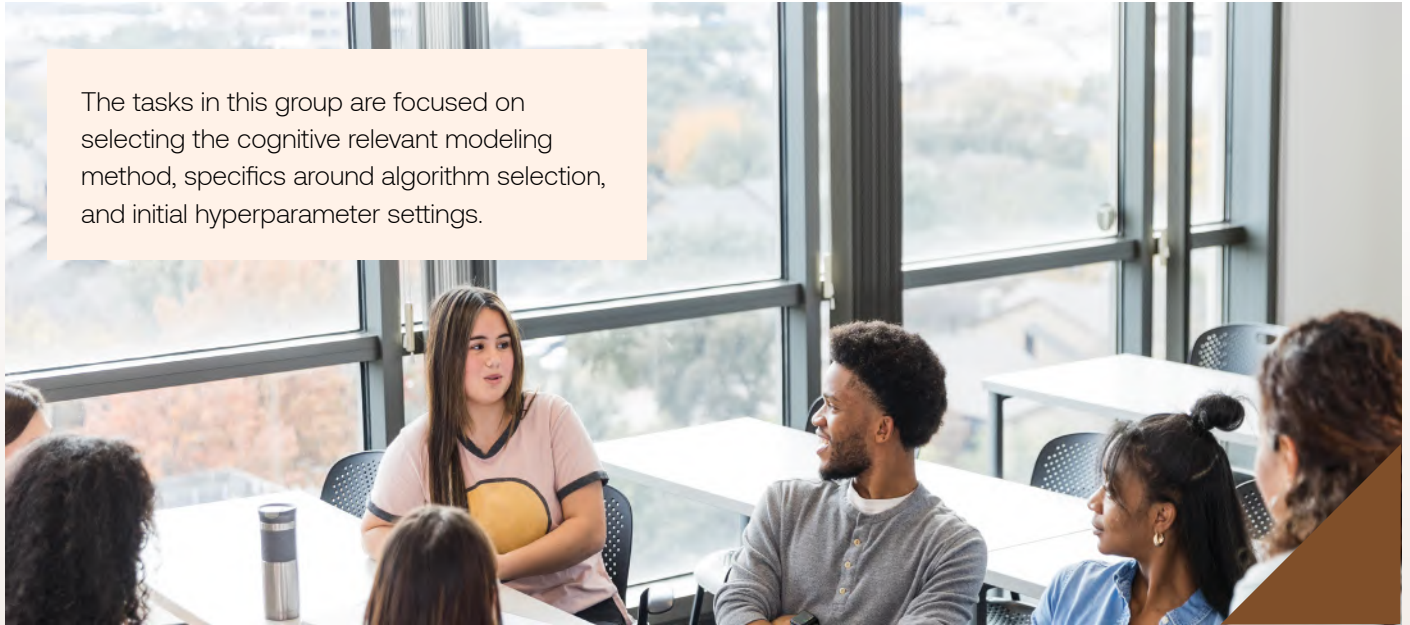 The tasks in this group are focused on
selecting the cognitive relevant modeling
method, specifics around algorithm selection,
and initial hyperparameter settings.